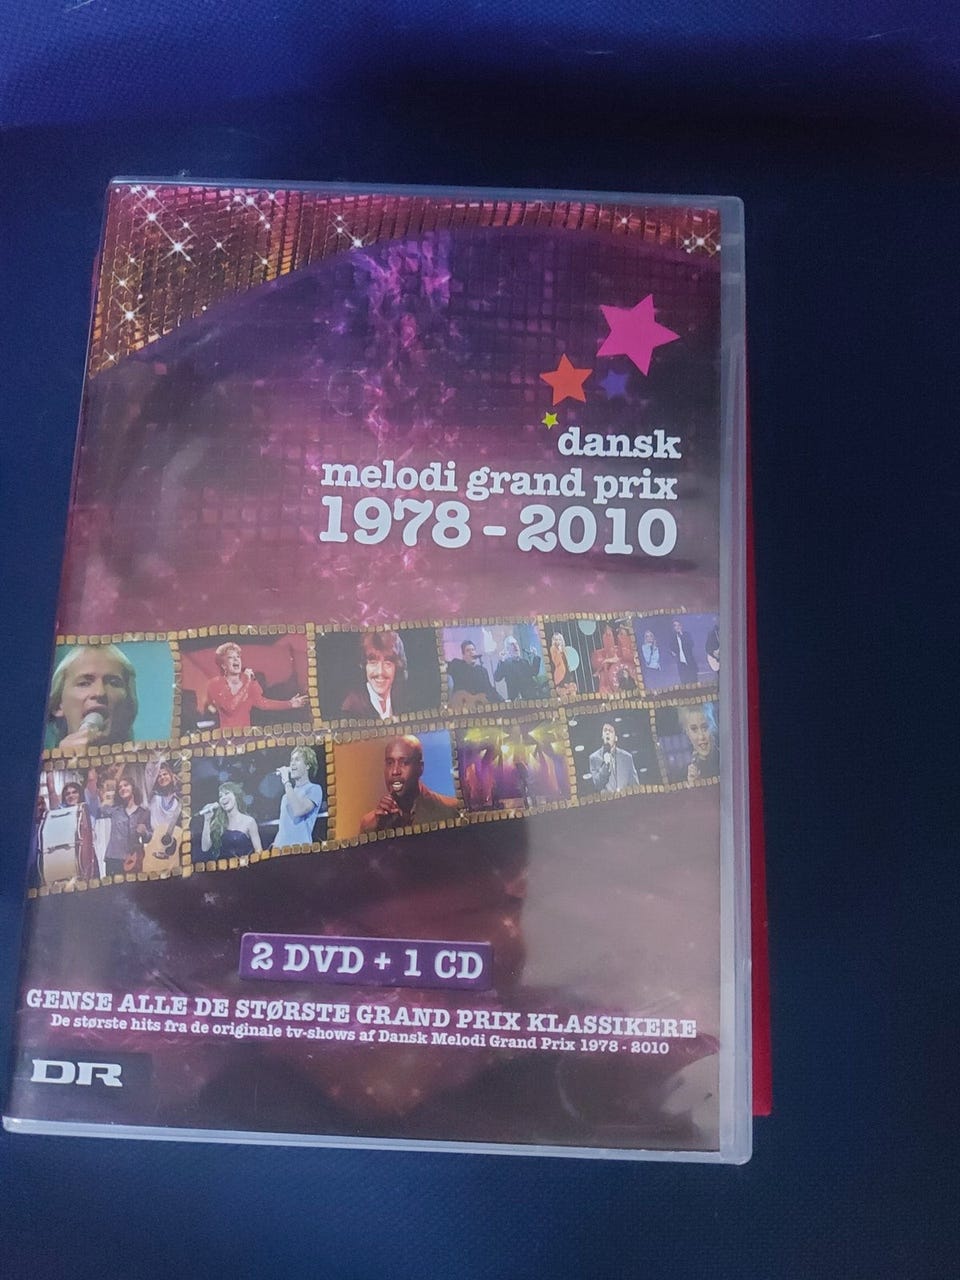 dansk
melodi grand prix
1978 - 2010
2 DVD + 1 CD
GENSE ALLE DE STØRSTE GRAND PRIX KLASSIKERE
De største hits fra de originale tv-shows af Dansk Melodi Grand Prix 1978 - 2010
DR